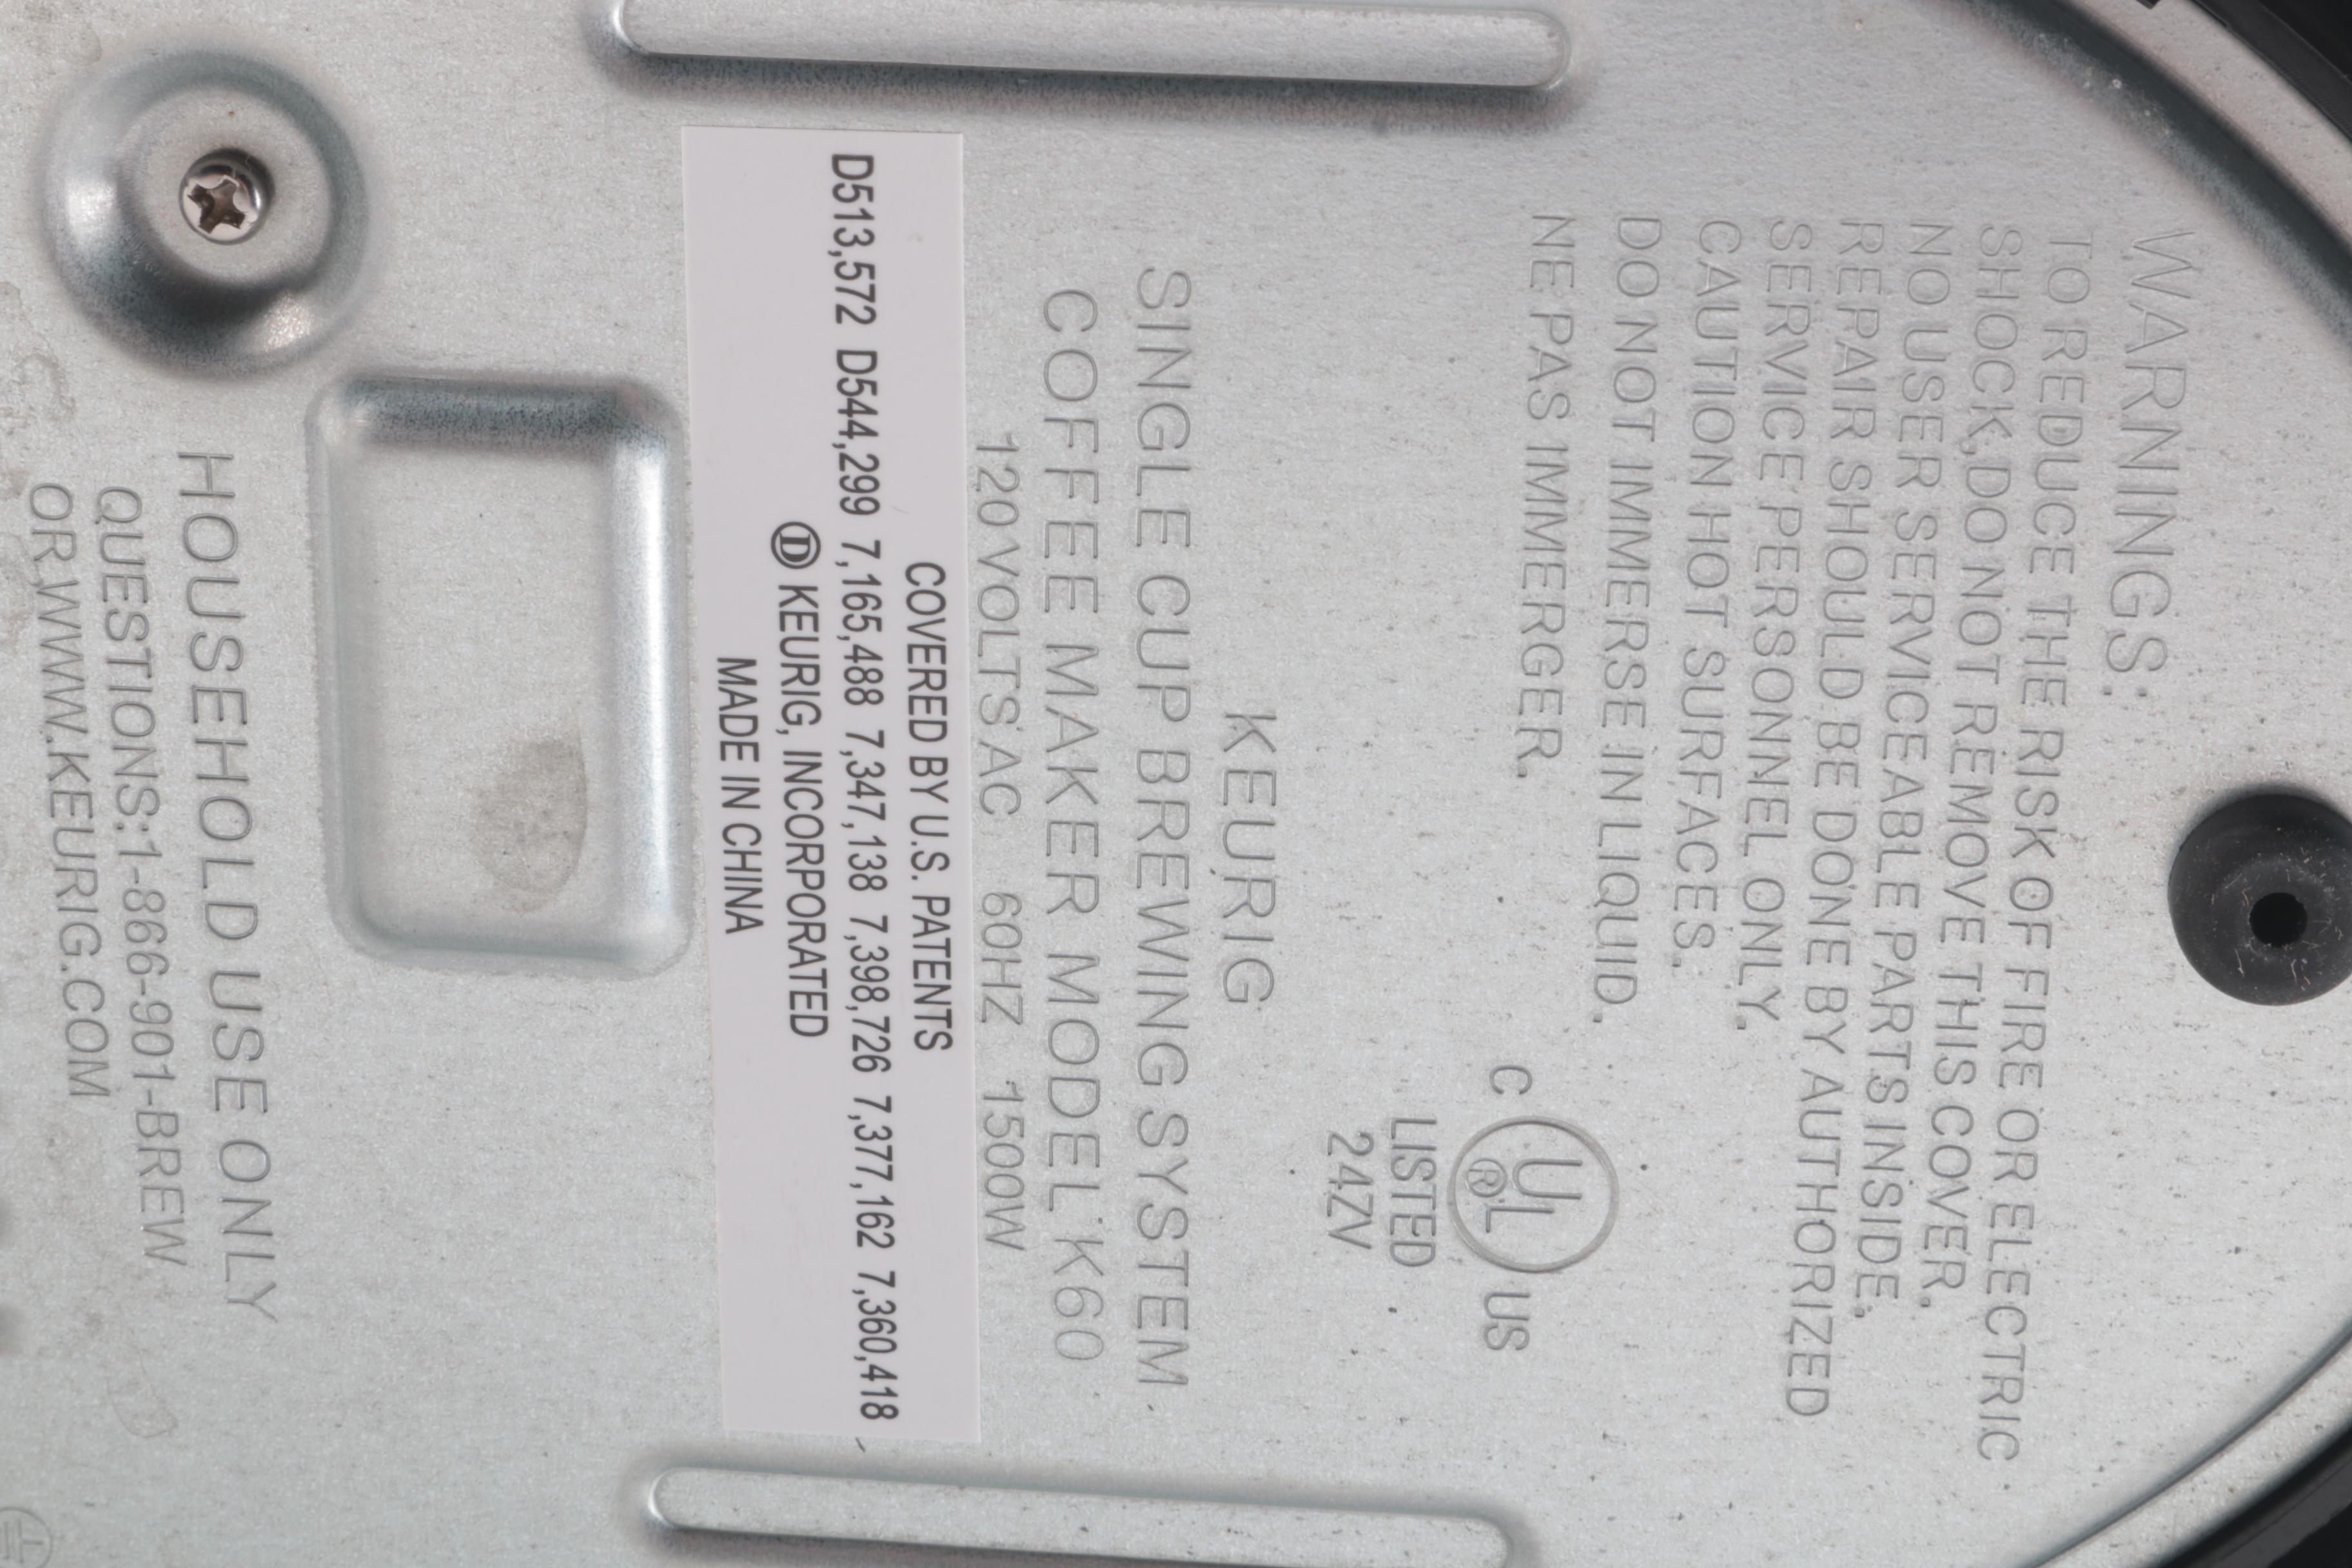 WARNINGS:
TO REDUCE THE RISK OF FIRE OR ELECTRIC
SHOCK,DO NOT REMOVE THIS COVER.
NO USER SERVICEABLE PARTS INSIDE.
REPAIR SHOULD BE DONE BY AUTHORIZED
SERVICE PERSONNEL ONLY.
CAUTION HOT SURFACES.
DO NOT IMMERSE IN LIQUID.
NE PAS IMMERGER.
C UL® US
LISTED
24ZV
KEURIG
SINGLE CUP BREWING SYSTEM
COFFEE MAKER MODEL K60
120VOLTS AC 60HZ 1500W
COVERED BY U.S. PATENTS
D513,572 D544,299 7,165,488 7,347,138 7,398,726 7,377,162 7,360,418
Ⓓ KEURIG, INCORPORATED
MADE IN CHINA
HOUSEHOLD USE ONLY
QUESTIONS:1-866-901-BREW
OR,WWW.KEURIG.COM